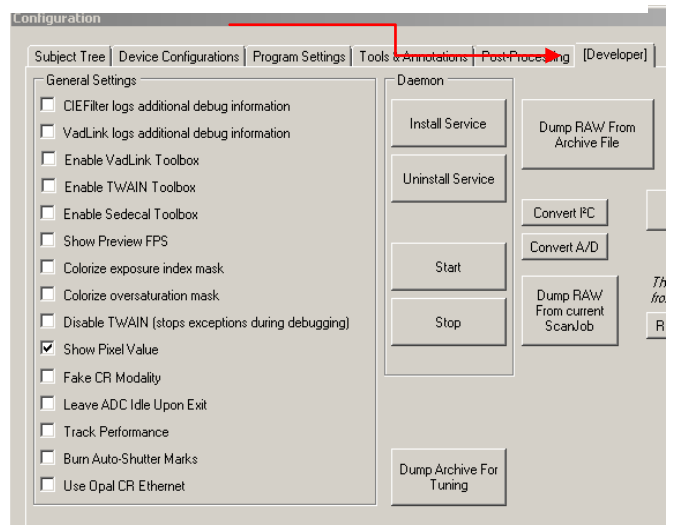 Configuration
Subject Tree Device Configurations Program Settings Tools & Annotations Post-Processing [Developer]
General Settings
CIEFilter logs additional debug information
VadLink logs additional debug information
Enable VadLink Toolbox
Enable TWAIN Toolbox
Enable Sedecal Toolbox
Show Preview FPS
Colorize exposure index mask
Colorize oversaturation mask
Disable TWAIN (stops exceptions during debugging)
Show Pixel Value
Fake CR Modality
Leave ADC Idle Upon Exit
Track Performance
Burn Auto-Shutter Marks
Use Opal CR Ethernet
Daemon
Install Service
Uninstall Service
Start
Stop
Dump Archive For
Tuning
Dump RAW From
Archive File
Convert I²C
Convert A/D
Dump RAW
From current
ScanJob
Th
fro
R